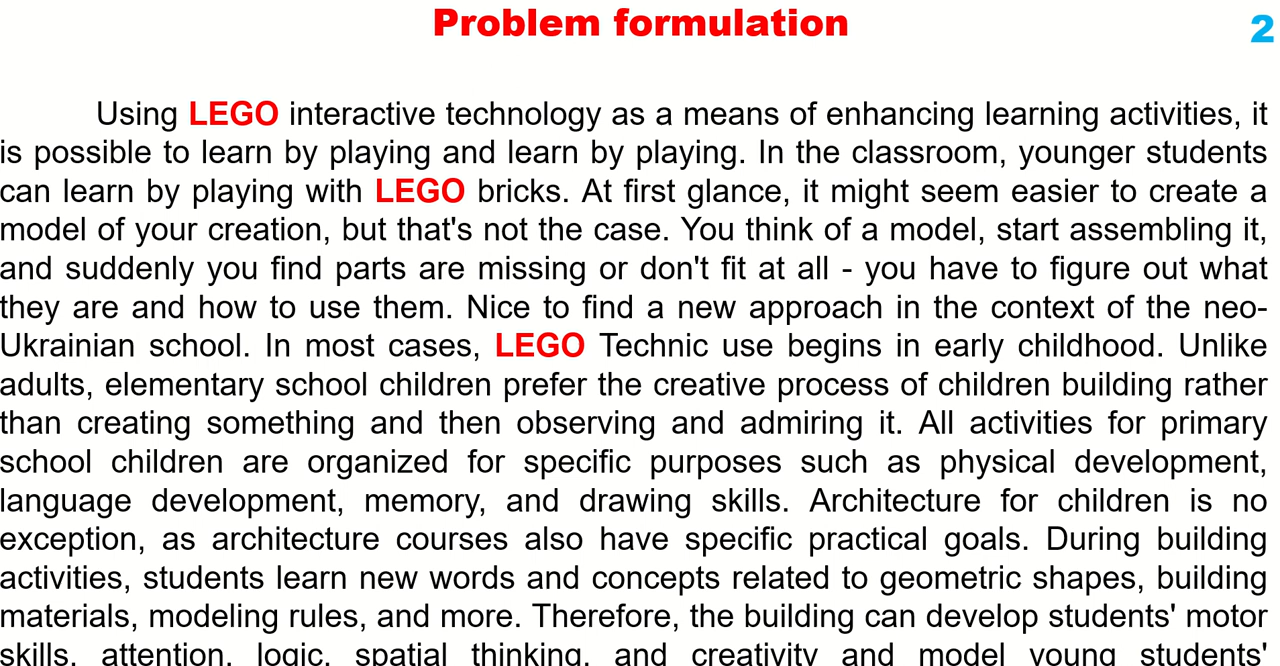 Problem formulation
2
Using LEGO interactive technology as a means of enhancing learning activities, it
is possible to learn by playing and learn by playing. In the classroom, younger students
can learn by playing with LEGO bricks. At first glance, it might seem easier to create a
model of your creation, but that's not the case. You think of a model, start assembling it,
and suddenly you find parts are missing or don't fit at all - you have to figure out what
they are and how to use them. Nice to find a new approach in the context of the neo-
Ukrainian school. In most cases, LEGO Technic use begins in early childhood. Unlike
adults, elementary school children prefer the creative process of children building rather
than creating something and then observing and admiring it. All activities for primary
school children are organized for specific purposes such as physical development,
language development, memory, and drawing skills. Architecture for children is no
exception, as architecture courses also have specific practical goals. During building
activities, students learn new words and concepts related to geometric shapes, building
materials, modeling rules, and more. Therefore, the building can develop students' motor
skills, attention, logic, spatial thinking, and creativity and model young students'